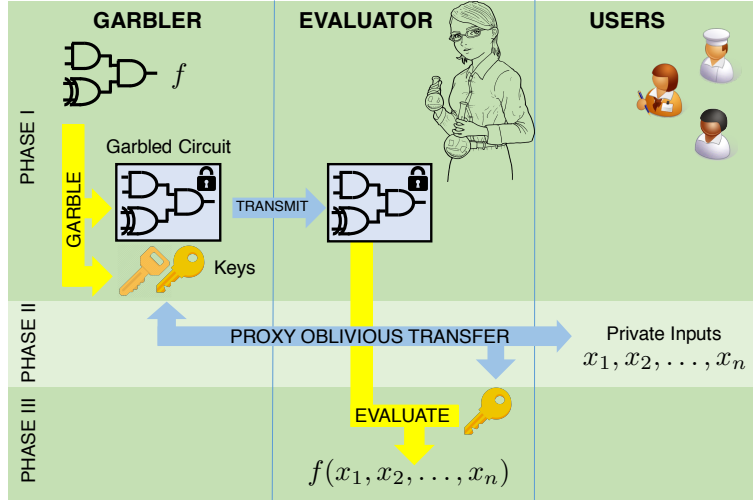 GARBLER
EVALUATOR
USERS
PHASE I
f
GARBLE
Garbled Circuit
TRANSMIT
Keys
PHASE II
PROXY OBLIVIOUS TRANSFER
Private Inputs
x₁, x₂, . . . , xₙ
PHASE III
EVALUATE
f(x₁, x₂, . . . , xₙ)